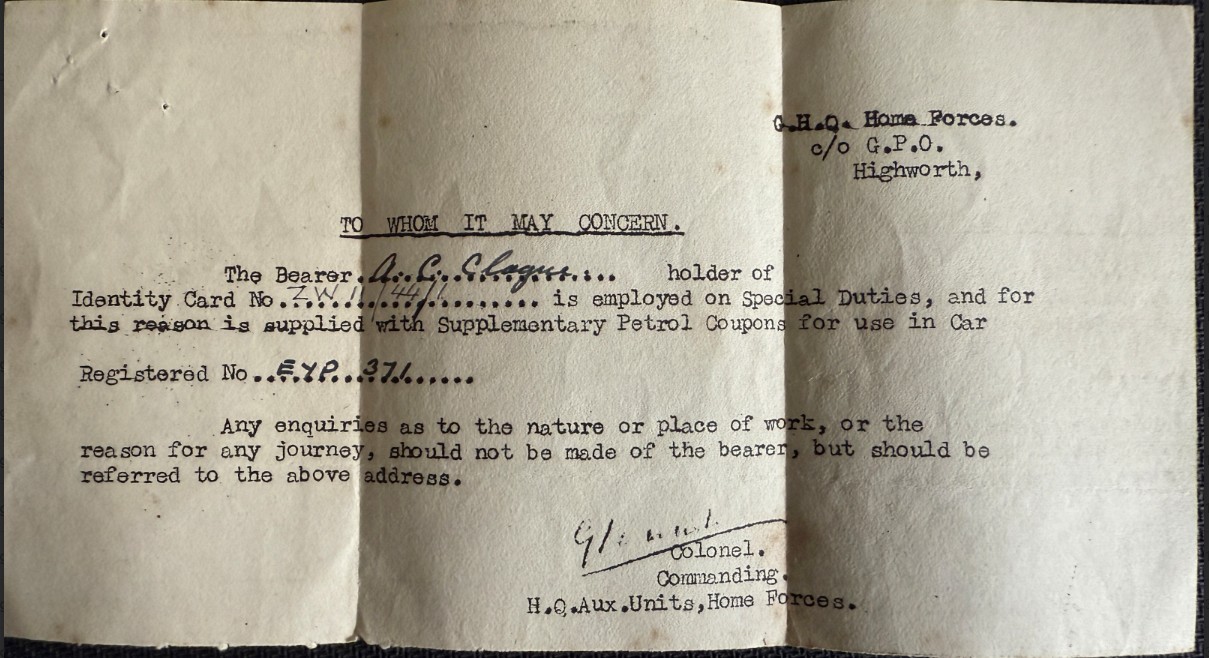 G.H.Q. Home Forces.
c/o G.P.O.
Highworth,
TO WHOM IT MAY CONCERN.
The Bearer.A. C. Clague... holder of
Identity Card No...ZW........ is employed on Special Duties, and for
this reason is supplied with Supplementary Petrol Coupons for use in Car
Registered No..EYP..371......
Any enquiries as to the nature or place of work, or the
reason for any journey, should not be made of the bearer, but should be
referred to the above address.
Colonel.
Commanding.
H.Q.Aux.Units,Home Forces.